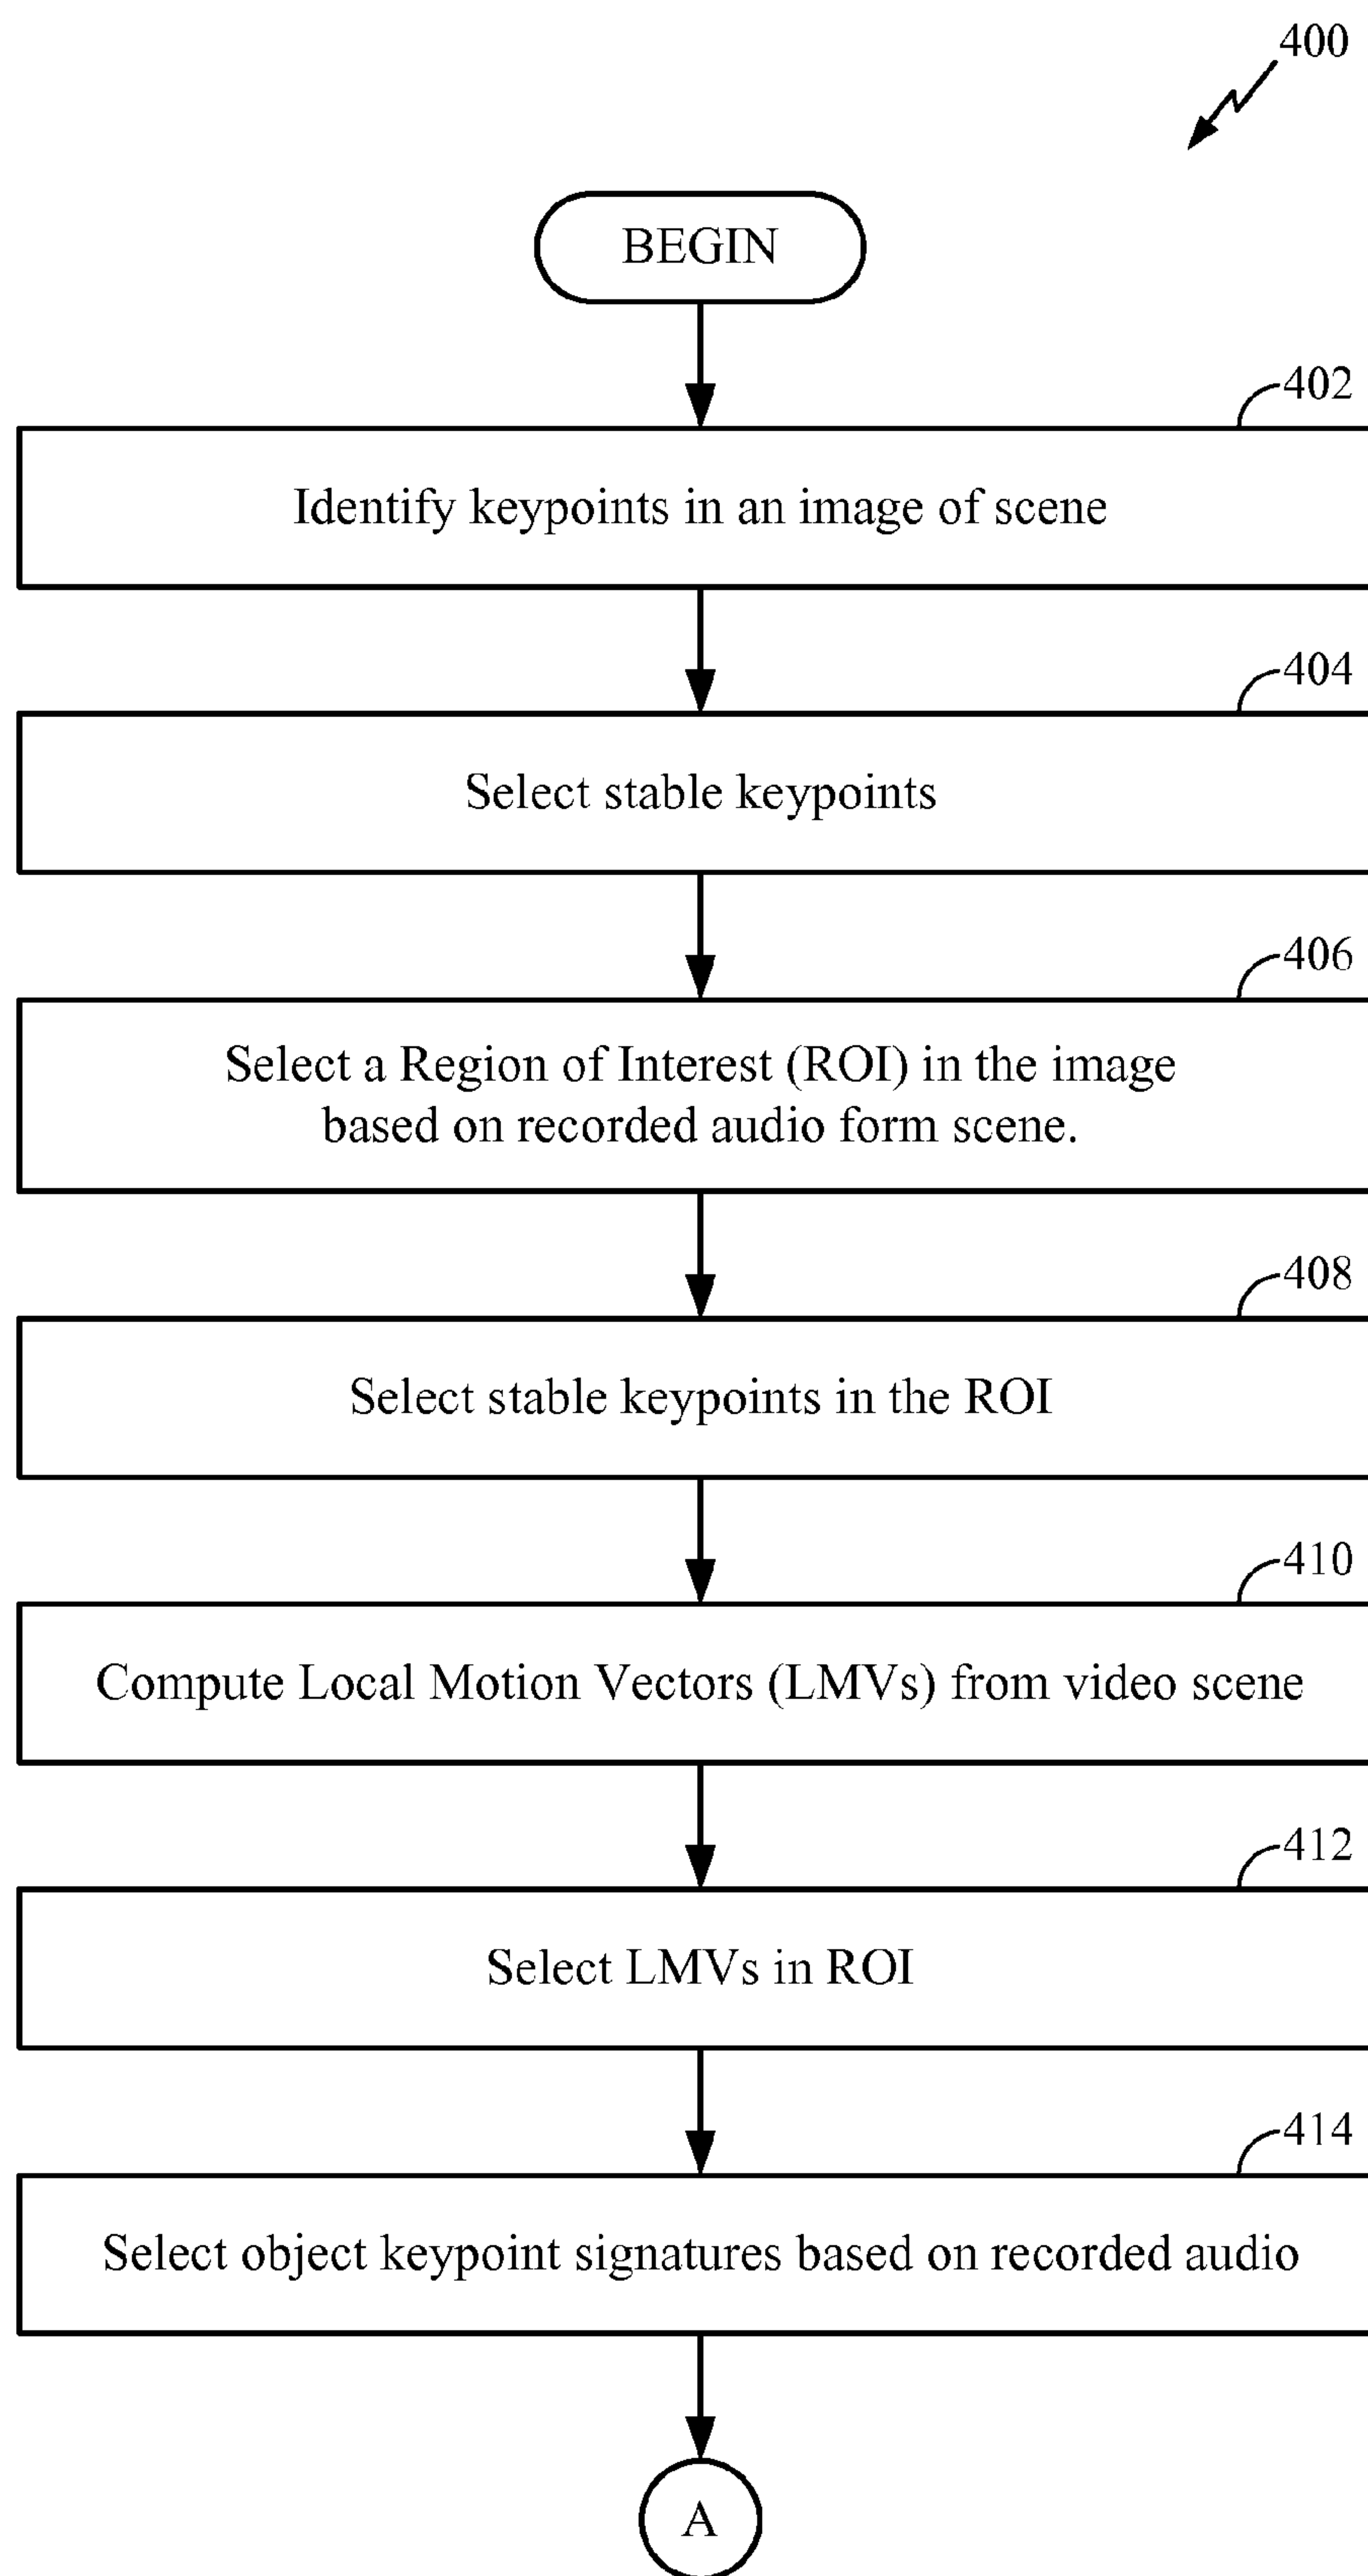 400
BEGIN
402
Identify keypoints in an image of scene
404
Select stable keypoints
406
Select a Region of Interest (ROI) in the image
based on recorded audio form scene.
408
Select stable keypoints in the ROI
410
Compute Local Motion Vectors (LMVs) from video scene
412
Select LMVs in ROI
414
Select object keypoint signatures based on recorded audio
A